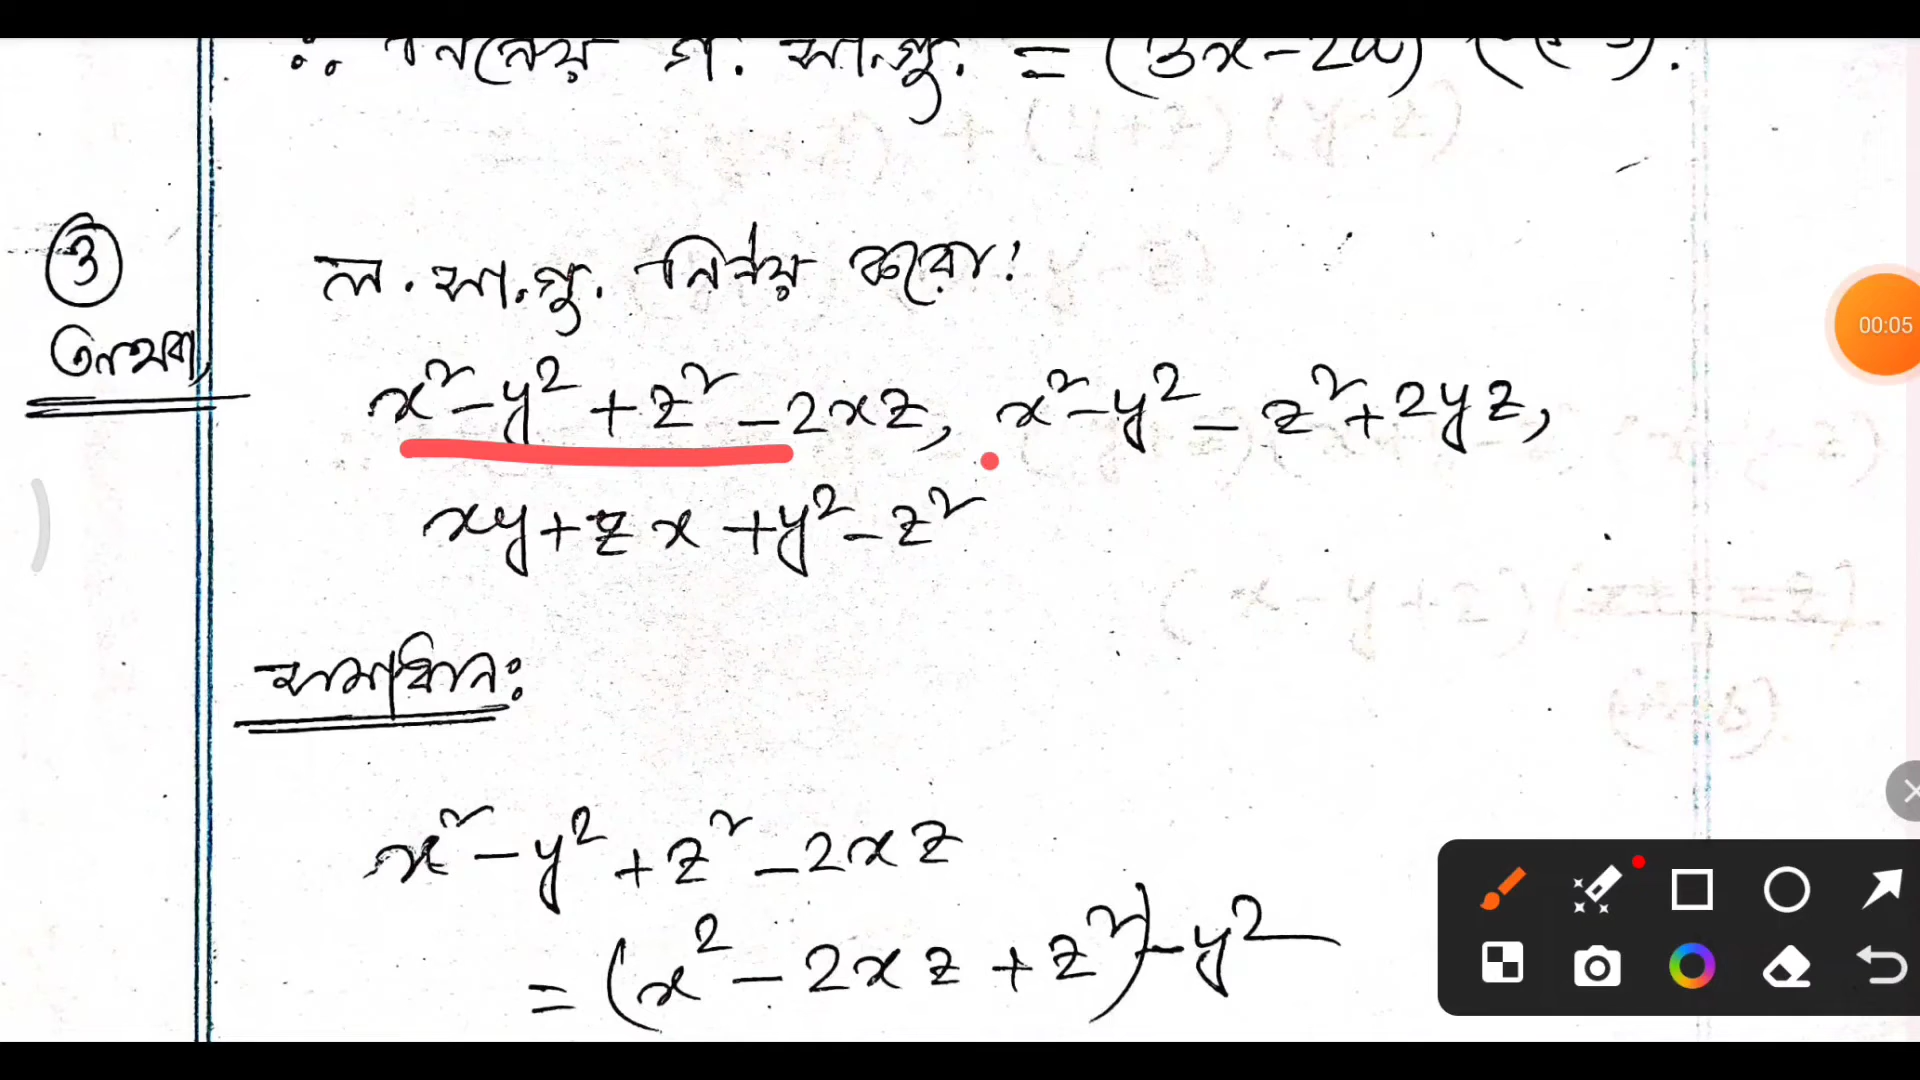 ∴ নির্ণেয় গ. সা.গু. = (3x-2a)
③ ল.সা.গু. নির্ণয় করো!
অথবা,
x²-y²+z²-2xz, x²-y²-z²+2yz,
xy+zx+y²-z²
সমাধান:
x²-y²+z²-2xz
=(x²-2xz+z²)-y²
00:05